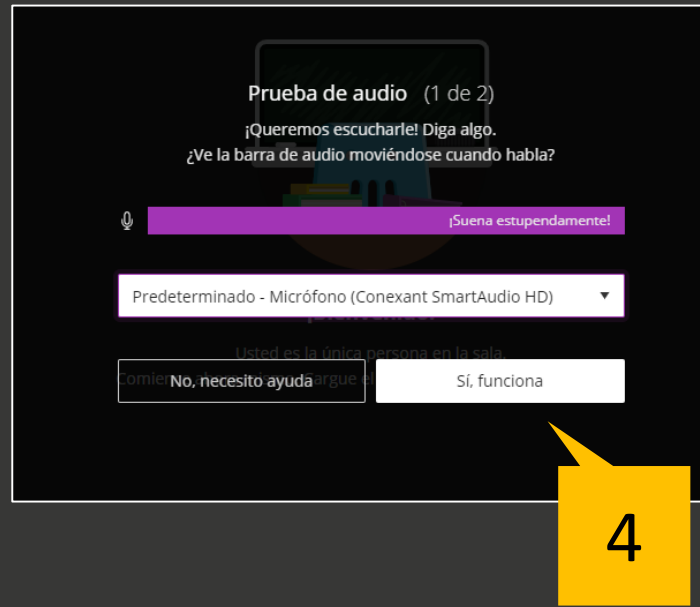 Prueba de audio (1 de 2)
¡Queremos escucharle! Diga algo.
¿Ve la barra de audio moviéndose cuando habla?
¡Suena estupendamente!
Predeterminado - Micrófono (Conexant SmartAudio HD)
Usted es la única persona en la sala.
No, necesito ayuda
Sí, funciona
4